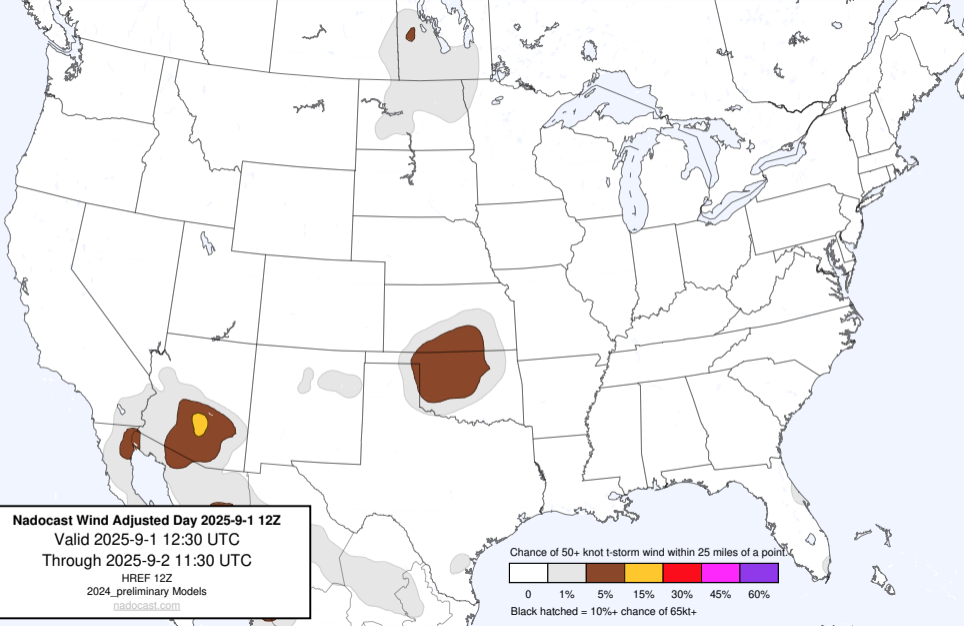 Nadocast Wind Adjusted Day 2025-9-1 12Z
Valid 2025-9-1 12:30 UTC
Through 2025-9-2 11:30 UTC
HREF 12Z
2024_preliminary Models
nadocast.com
Chance of 50+ knot t-storm wind within 25 miles of a point.
0 1% 5% 15% 30% 45% 60%
Black hatched = 10%+ chance of 65kt+